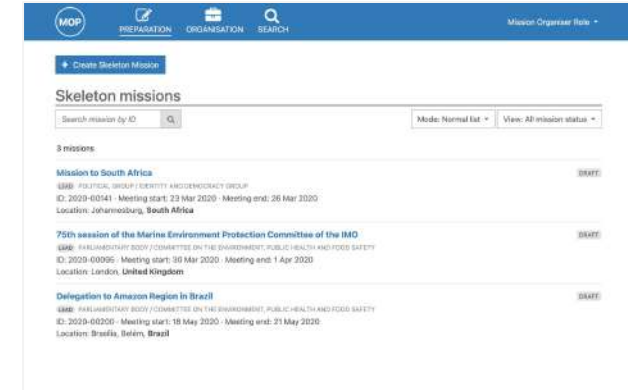 MOP
PREPARATION ORGANISATION SEARCH Mission Organiser Role
+ Create Skeleton Mission
Skeleton missions
Search mission by ID Mode: Normal list View: All mission status
3 missions
Mission to South Africa DRAFT
LEAD POLITICAL GROUP / IDENTITY AND DEMOCRACY GROUP
ID: 2020-00141 · Meeting start: 23 Mar 2020 · Meeting end: 26 Mar 2020
Location: Johannesburg, South Africa
75th session of the Marine Environment Protection Committee of the IMO DRAFT
LEAD PARLIAMENTARY BODY / COMMITTEE ON THE ENVIRONMENT, PUBLIC HEALTH AND FOOD SAFETY
ID: 2020-00095 · Meeting start: 30 Mar 2020 · Meeting end: 1 Apr 2020
Location: London, United Kingdom
Delegation to Amazon Region in Brazil DRAFT
LEAD PARLIAMENTARY BODY / COMMITTEE ON THE ENVIRONMENT, PUBLIC HEALTH AND FOOD SAFETY
ID: 2020-00200 · Meeting start: 18 May 2020 · Meeting end: 21 May 2020
Location: Brasília, Belém, Brazil